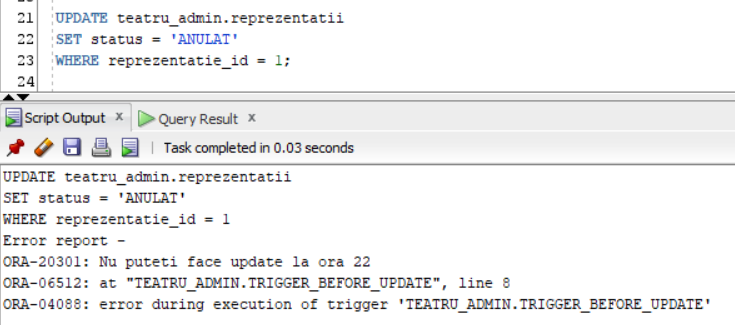 21 UPDATE teatru_admin.reprezentatii
22 SET status = 'ANULAT'
23 WHERE reprezentatie_id = 1;
24
Script Output x Query Result x
Task completed in 0.03 seconds
UPDATE teatru_admin.reprezentatii
SET status = 'ANULAT'
WHERE reprezentatie_id = 1
Error report -
ORA-20301: Nu puteti face update la ora 22
ORA-06512: at "TEATRU_ADMIN.TRIGGER_BEFORE_UPDATE", line 8
ORA-04088: error during execution of trigger 'TEATRU_ADMIN.TRIGGER_BEFORE_UPDATE'